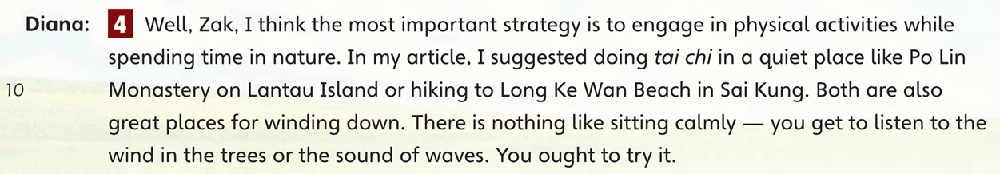 Diana: 4 Well, Zak, I think the most important strategy is to engage in physical activities while
spending time in nature. In my article, I suggested doing tai chi in a quiet place like Po Lin
10 Monastery on Lantau Island or hiking to Long Ke Wan Beach in Sai Kung. Both are also
great places for winding down. There is nothing like sitting calmly — you get to listen to the
wind in the trees or the sound of waves. You ought to try it.